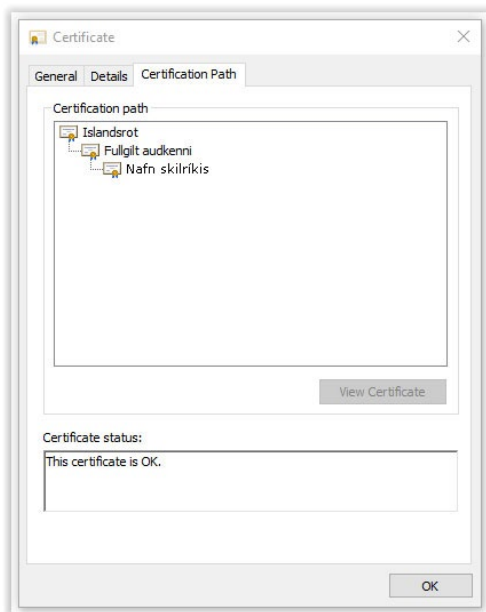 Certificate
General Details Certification Path
Certification path
Islandsrot
Fullgilt audkenni
Nafn skilríkis
View Certificate
Certificate status:
This certificate is OK.
OK